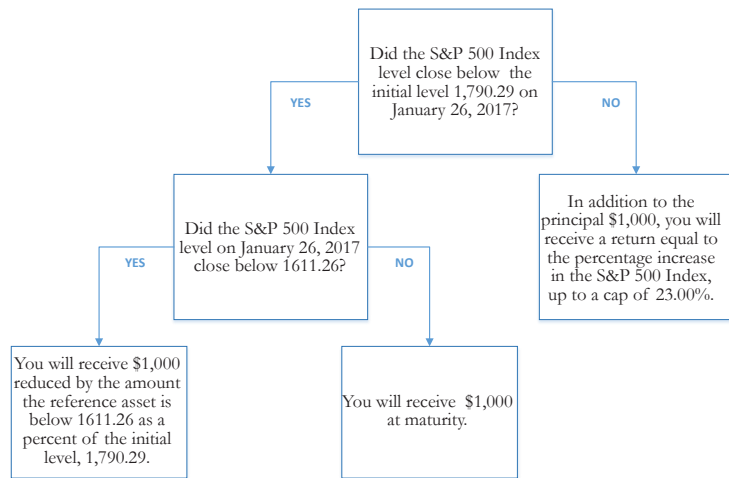 Did the S&P 500 Index
level close below the
initial level 1,790.29 on
January 26, 2017?
YES
NO
Did the S&P 500 Index
level on January 26, 2017
close below 1611.26?
In addition to the
principal $1,000, you will
receive a return equal to
the percentage increase
in the S&P 500 Index,
up to a cap of 23.00%.
YES
NO
You will receive $1,000
reduced by the amount
the reference asset is
below 1611.26 as a
percent of the initial
level, 1,790.29.
You will receive $1,000
at maturity.